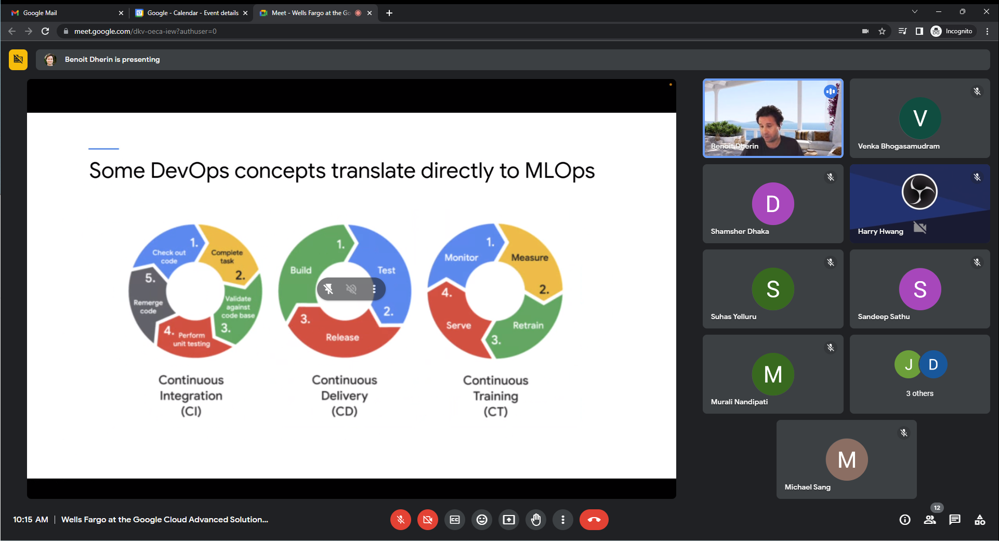 Google Mail
17
Google - Calendar - Event details
Meet - Wells Fargo at the Go
meet.google.com/dkv-oeca-iew?authuser=0
Incognito
Benoit Dherin is presenting
Some DevOps concepts translate directly to MLOps
1.
Check out
code
Complete
task
2.
Validate
against
code base
3.
4.
Perform
unit testing
5.
Remerge
code
Continuous
Integration
(CI)
1.
Build
Test
2.
3.
Release
Continuous
Delivery
(CD)
1.
Monitor
Measure
2.
Retrain
3.
4.
Serve
Continuous
Training
(CT)
Benoit Dherin
V
Venka Bhogasamudram
D
Shamsher Dhaka
Harry Hwang
S
Suhas Yelluru
S
Sandeep Sathu
M
Murali Nandipati
J D
3 others
M
Michael Sang
10:15 AM | Wells Fargo at the Google Cloud Advanced Solution...
CC
12